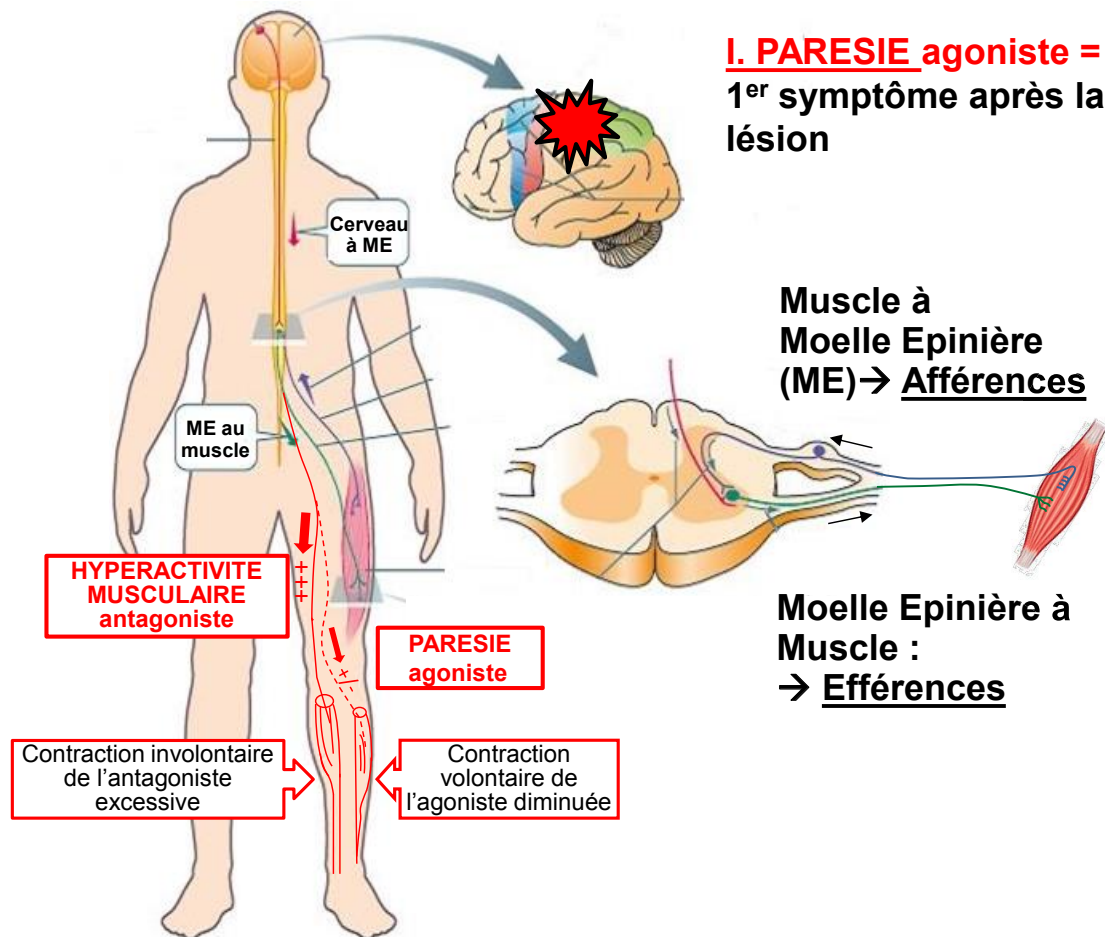 I. PARESIE agoniste =
1er symptôme après la
lésion
Cerveau
à ME
Muscle à
Moelle Epinière
(ME)→ Afférences
ME au
muscle
HYPERACTIVITE
MUSCULAIRE
antagoniste
+++
PARESIE
agoniste
+/-
Moelle Epinière à
Muscle :
→ Efférences
Contraction involontaire
de l’antagoniste
excessive
Contraction
volontaire de
l’agoniste diminuée